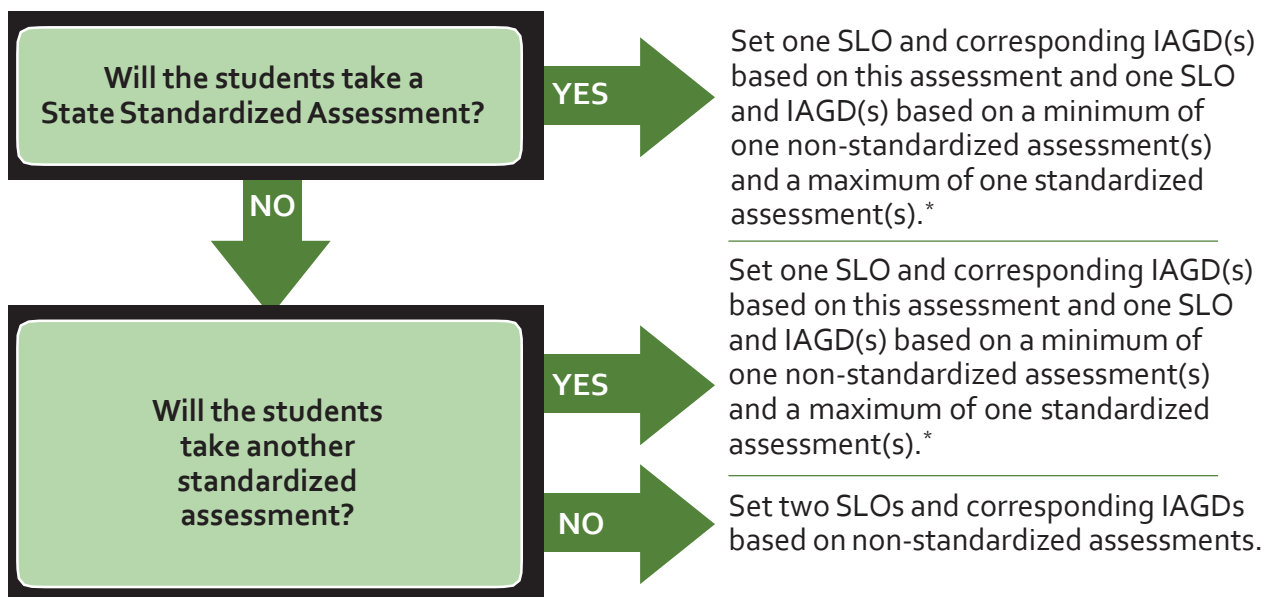 Will the students take a
State Standardized Assessment?
YES
Set one SLO and corresponding IAGD(s)
based on this assessment and one SLO
and IAGD(s) based on a minimum of
one non-standardized assessment(s)
and a maximum of one standardized
assessment(s).*
NO
Will the students
take another
standardized
assessment?
YES
Set one SLO and corresponding IAGD(s)
based on this assessment and one SLO
and IAGD(s) based on a minimum of
one non-standardized assessment(s)
and a maximum of one standardized
assessment(s).*
NO
Set two SLOs and corresponding IAGDs
based on non-standardized assessments.